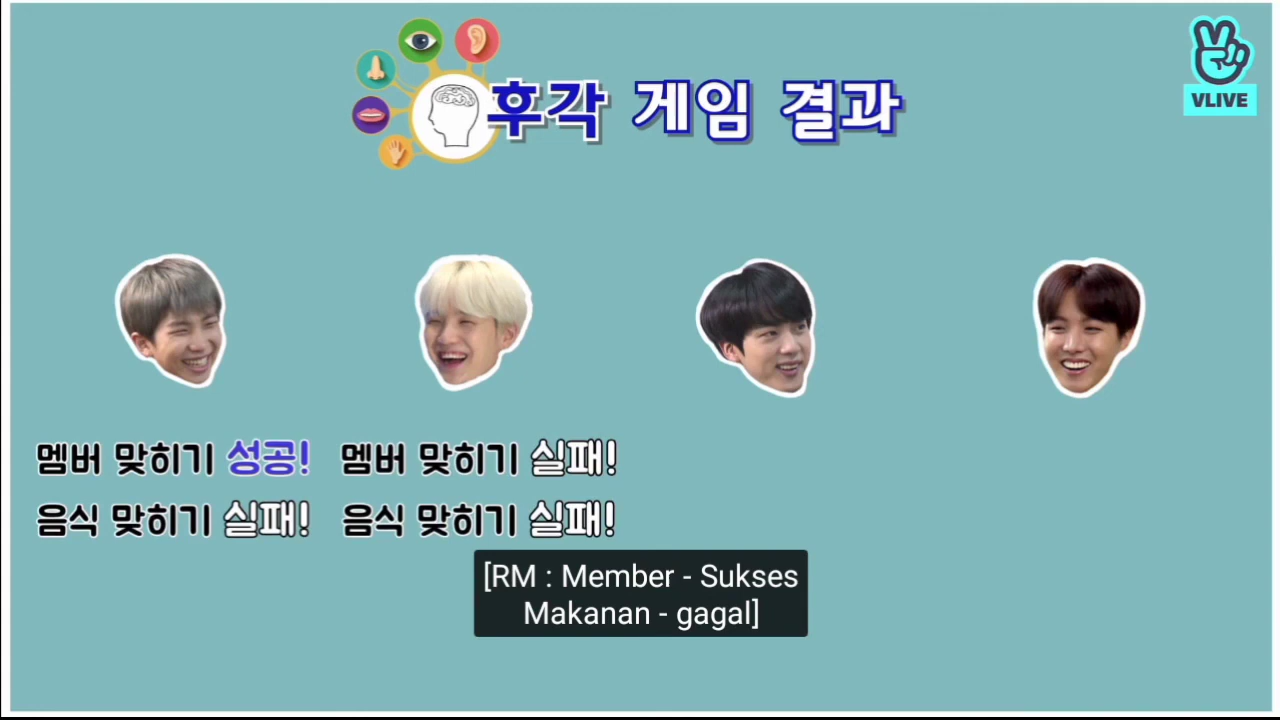 후각 게임 결과
VLIVE
멤버 맞히기 성공! 멤버 맞히기 실패!
음식 맞히기 실패! 음식 맞히기 실패!
[RM : Member - Sukses
Makanan - gagal]